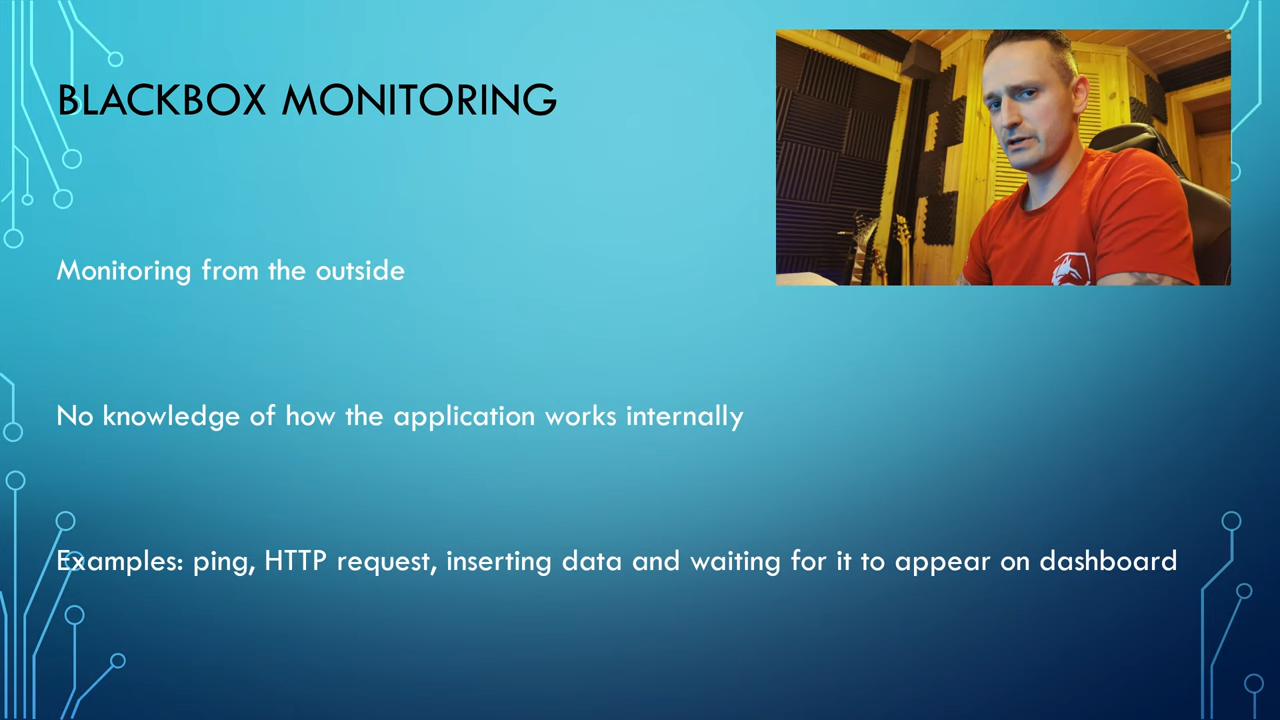 BLACKBOX MONITORING
Monitoring from the outside
No knowledge of how the application works internally
Examples: ping, HTTP request, inserting data and waiting for it to appear on dashboard